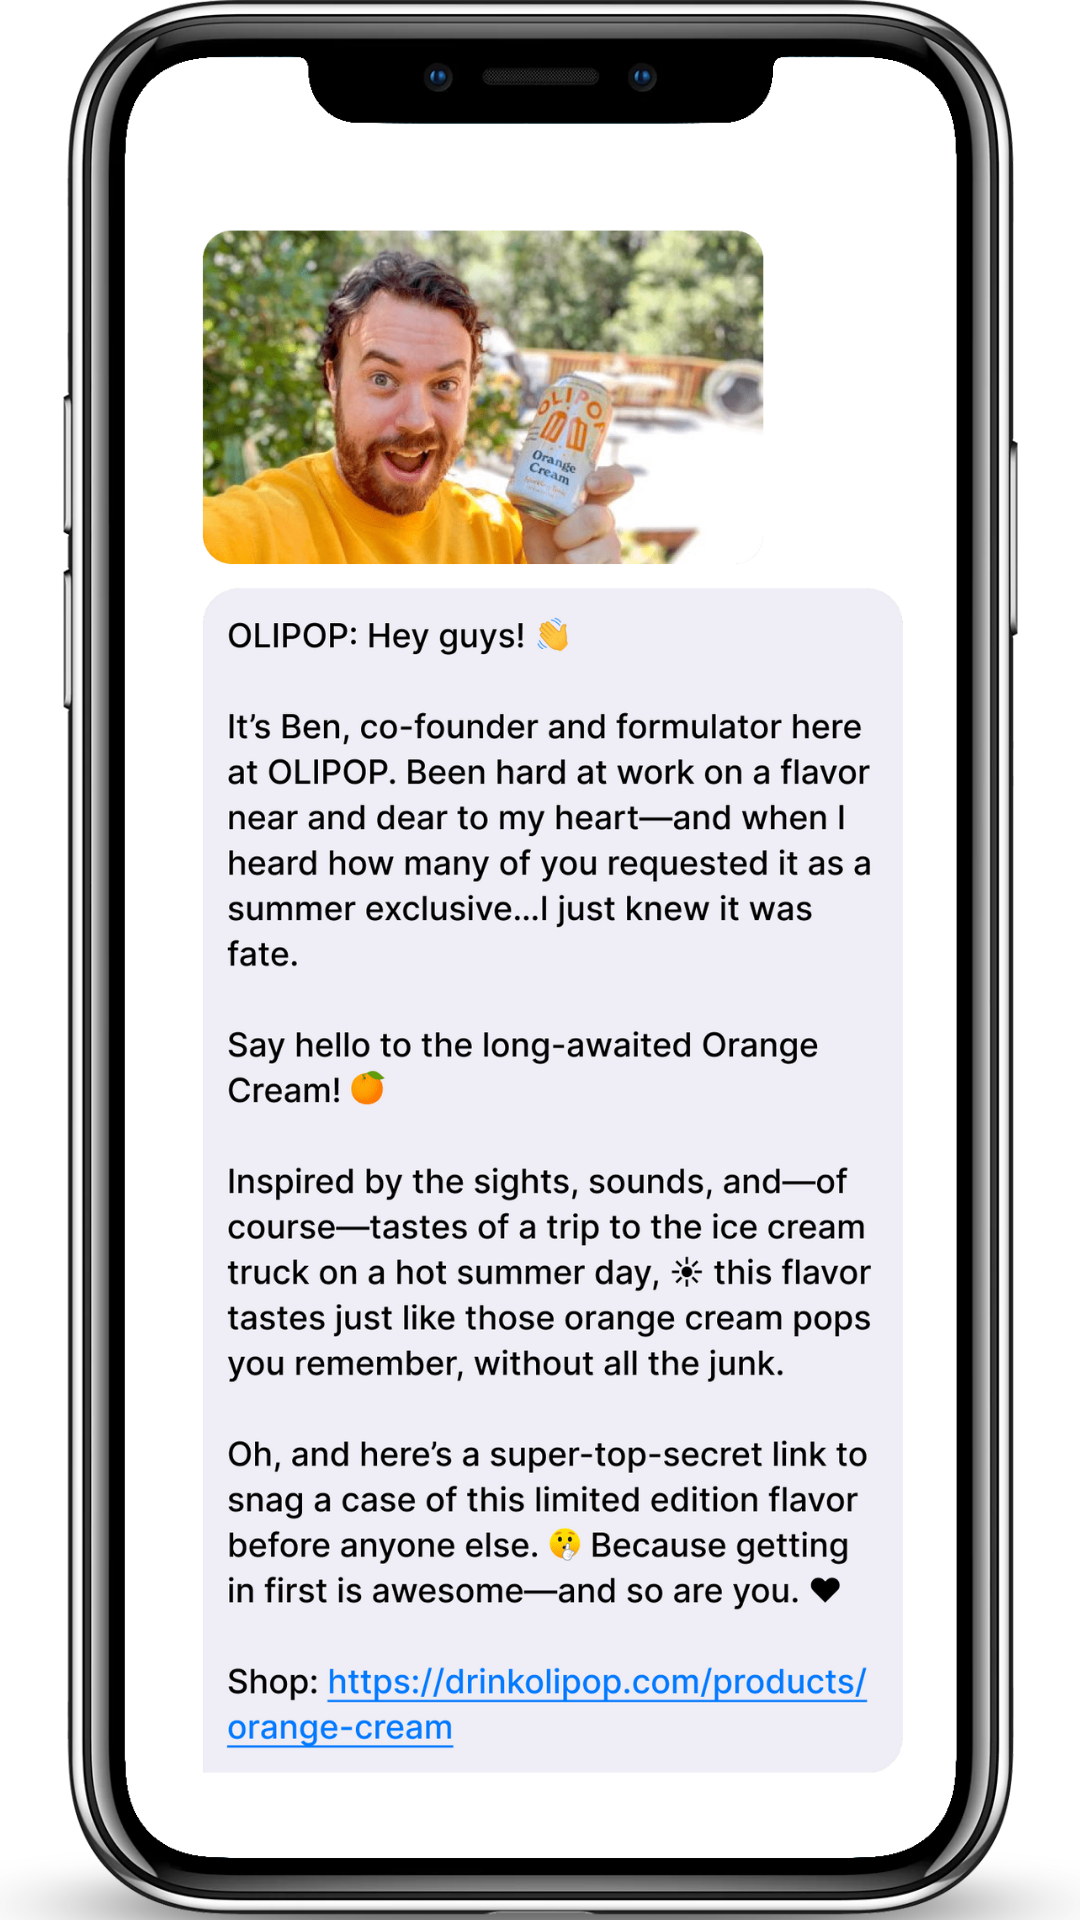 OLIPOP
Orange
Cream
OLIPOP: Hey guys! 👋
It’s Ben, co-founder and formulator here
at OLIPOP. Been hard at work on a flavor
near and dear to my heart—and when I
heard how many of you requested it as a
summer exclusive...I just knew it was
fate.
Say hello to the long-awaited Orange
Cream! 🍊
Inspired by the sights, sounds, and—of
course—tastes of a trip to the ice cream
truck on a hot summer day, ☀ this flavor
tastes just like those orange cream pops
you remember, without all the junk.
Oh, and here’s a super-top-secret link to
snag a case of this limited edition flavor
before anyone else. 🤫 Because getting
in first is awesome—and so are you. ♥
Shop: https://drinkolipop.com/products/
orange-cream